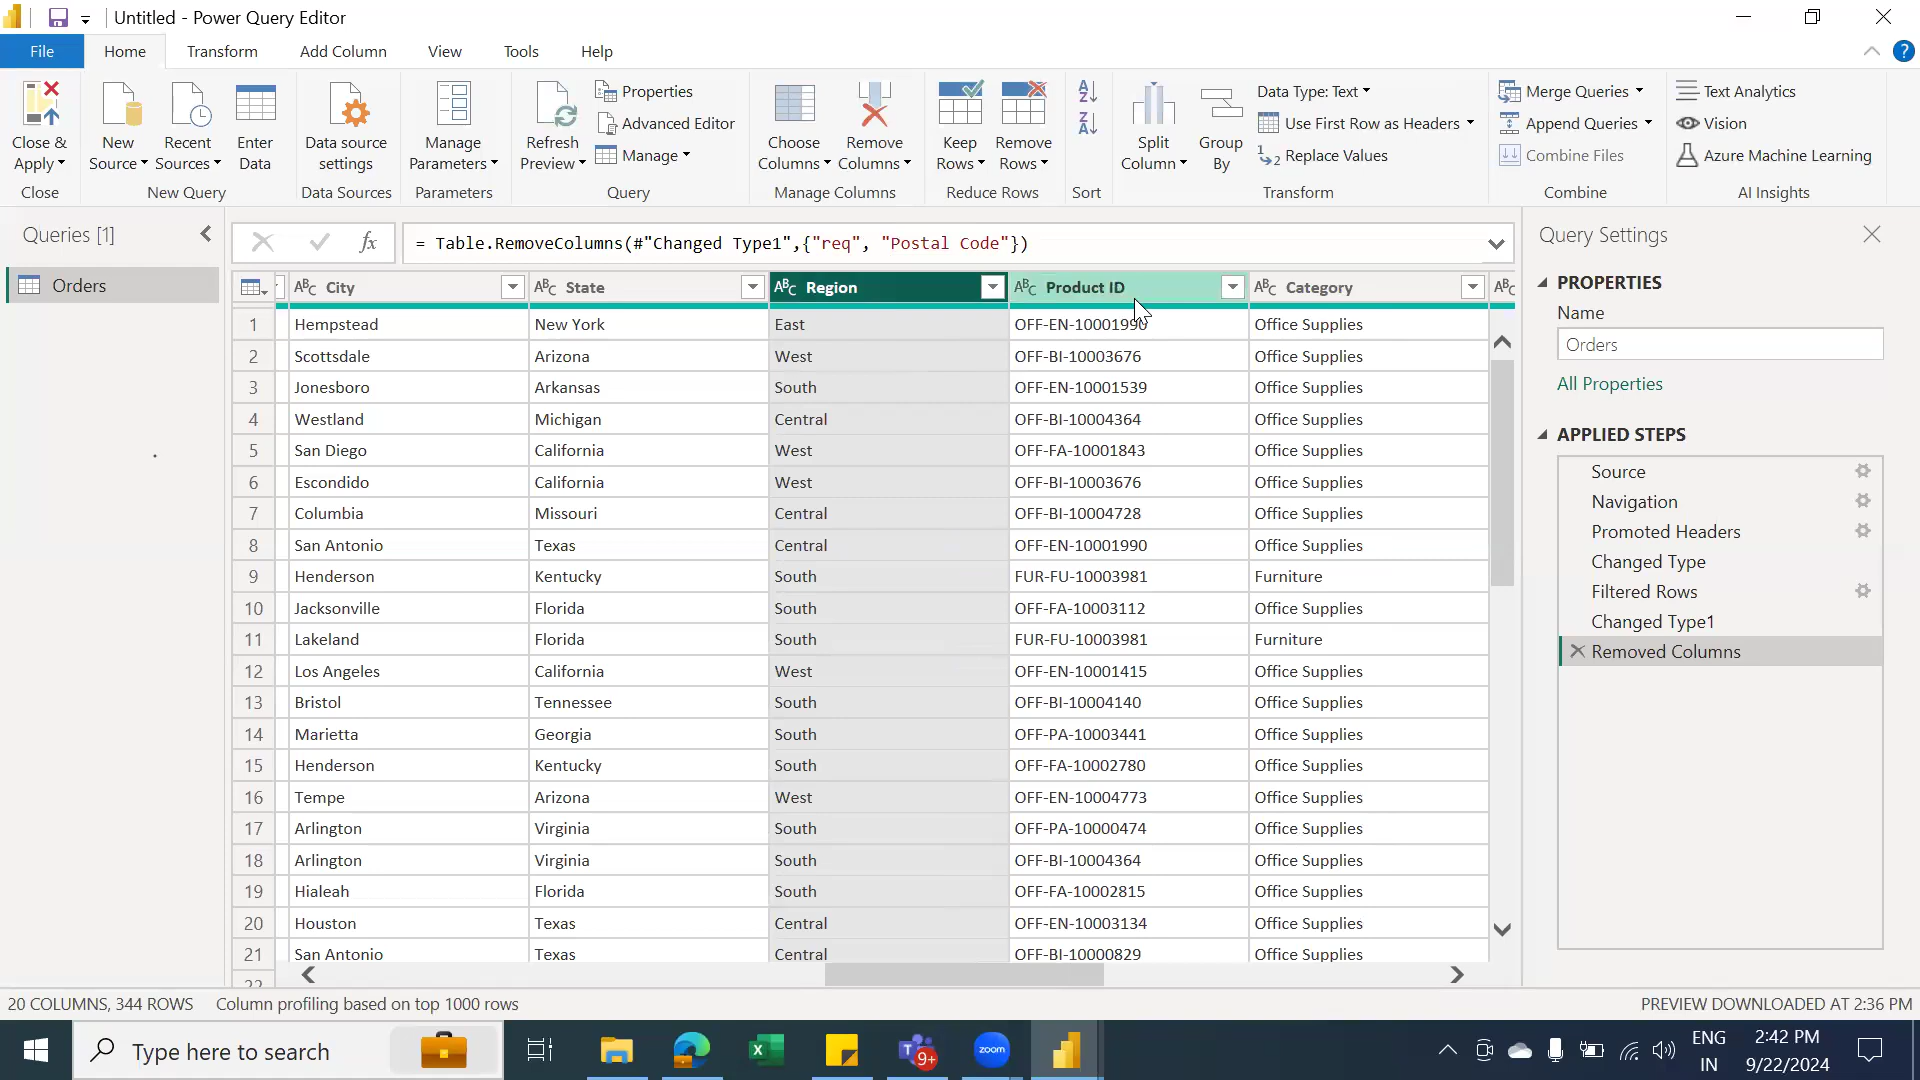 Untitled - Power Query Editor
File Home Transform Add Column View Tools Help
Close & Apply
Close
New Source
Recent Sources
Enter Data
New Query
Data source settings
Data Sources
Manage Parameters
Parameters
Refresh Preview
Properties
Advanced Editor
Manage
Query
Choose Columns
Remove Columns
Manage Columns
Keep Rows
Remove Rows
Reduce Rows
Sort
Split Column
Group By
Data Type: Text
Use First Row as Headers
Replace Values
Transform
Merge Queries
Append Queries
Combine Files
Combine
Text Analytics
Vision
Azure Machine Learning
AI Insights
Queries [1]
Orders
fx = Table.RemoveColumns(#"Changed Type1",{"req", "Postal Code"})
City State Region Product ID Category
1 Hempstead New York East OFF-EN-10001990 Office Supplies
2 Scottsdale Arizona West OFF-BI-10003676 Office Supplies
3 Jonesboro Arkansas South OFF-EN-10001539 Office Supplies
4 Westland Michigan Central OFF-BI-10004364 Office Supplies
5 San Diego California West OFF-FA-10001843 Office Supplies
6 Escondido California West OFF-BI-10003676 Office Supplies
7 Columbia Missouri Central OFF-BI-10004728 Office Supplies
8 San Antonio Texas Central OFF-EN-10001990 Office Supplies
9 Henderson Kentucky South FUR-FU-10003981 Furniture
10 Jacksonville Florida South OFF-FA-10003112 Office Supplies
11 Lakeland Florida South FUR-FU-10003981 Furniture
12 Los Angeles California West OFF-EN-10001415 Office Supplies
13 Bristol Tennessee South OFF-BI-10004140 Office Supplies
14 Marietta Georgia South OFF-PA-10003441 Office Supplies
15 Henderson Kentucky South OFF-FA-10002780 Office Supplies
16 Tempe Arizona West OFF-EN-10004773 Office Supplies
17 Arlington Virginia South OFF-PA-10000474 Office Supplies
18 Arlington Virginia South OFF-BI-10004364 Office Supplies
19 Hialeah Florida South OFF-FA-10002815 Office Supplies
20 Houston Texas Central OFF-EN-10003134 Office Supplies
21 San Antonio Texas Central OFF-BI-10000829 Office Supplies
22
Query Settings
PROPERTIES
Name
Orders
All Properties
APPLIED STEPS
Source
Navigation
Promoted Headers
Changed Type
Filtered Rows
Changed Type1
Removed Columns
20 COLUMNS, 344 ROWS Column profiling based on top 1000 rows
PREVIEW DOWNLOADED AT 2:36 PM
Type here to search
9+
zoom
ENG
IN
2:42 PM
9/22/2024